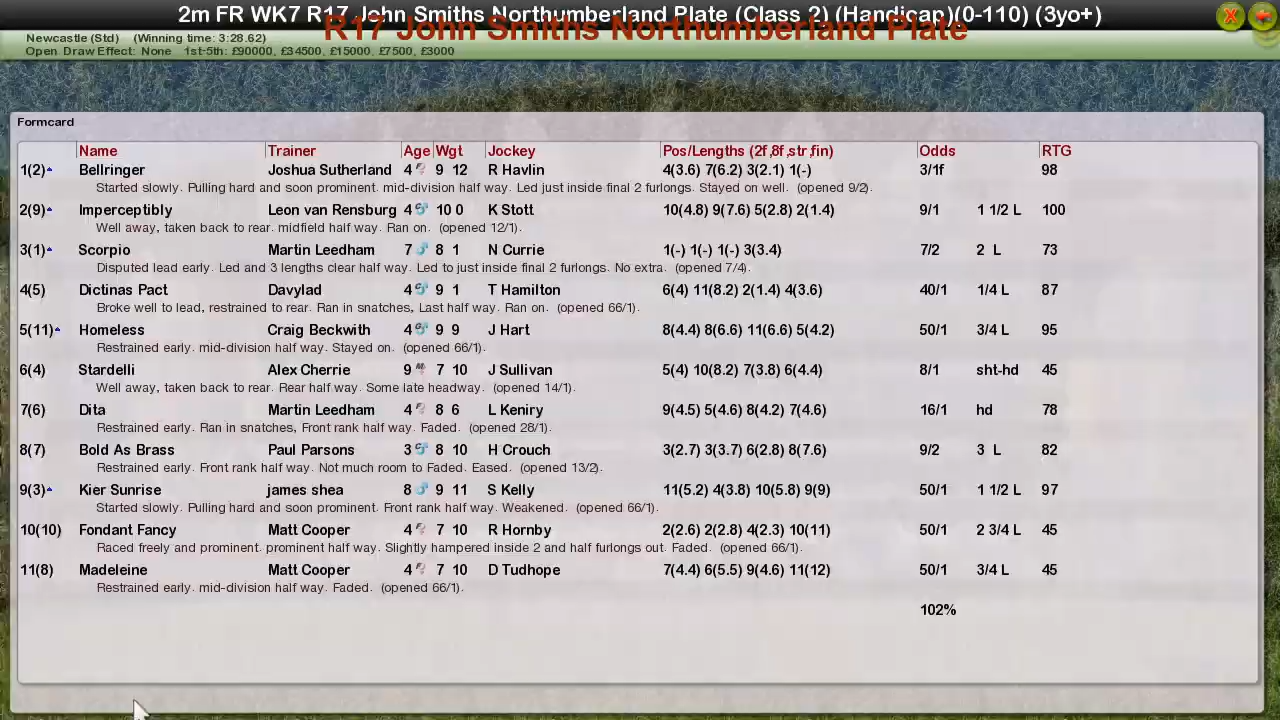 2m FR WK7 R17 John Smiths Northumberland Plate (Class 2) (Handicap)(0-110) (3yo+)
R17 John Smiths Northumberland Plate
Newcastle (Std) (Winning time: 3:28.62)
Open Draw Effect: None 1st-5th: £90000, £34500, £15000, £7500, £3000
Formcard
Name Trainer Age Wgt Jockey Pos/Lengths (2f,8f,str,fin) Odds RTG
1(2) Bellringer Joshua Sutherland 4 9 12 R Havlin 4(3.6) 7(6.2) 3(2.1) 1(-) 3/1f 98
Started slowly. Pulling hard and soon prominent. mid-division half way. Led just inside final 2 furlongs. Stayed on well. (opened 9/2).
2(9) Imperceptibly Leon van Rensburg 4 10 0 K Stott 10(4.8) 9(7.6) 5(2.8) 2(1.4) 9/1 1 1/2 L 100
Well away, taken back to rear. midfield half way. Ran on. (opened 12/1).
3(1) Scorpio Martin Leedham 7 8 1 N Currie 1(-) 1(-) 1(-) 3(3.4) 7/2 2 L 73
Disputed lead early. Led and 3 lengths clear half way. Led to just inside final 2 furlongs. No extra. (opened 7/4).
4(5) Dictinas Pact Davylad 4 9 1 T Hamilton 6(4) 11(8.2) 2(1.4) 4(3.6) 40/1 1/4 L 87
Broke well to lead, restrained to rear. Ran in snatches, Last half way. Ran on. (opened 66/1).
5(11) Homeless Craig Beckwith 4 9 9 J Hart 8(4.4) 8(6.6) 11(6.6) 5(4.2) 50/1 3/4 L 95
Restrained early. mid-division half way. Stayed on. (opened 66/1).
6(4) Stardelli Alex Cherrie 9 7 10 J Sullivan 5(4) 10(8.2) 7(3.8) 6(4.4) 8/1 sht-hd 45
Well away, taken back to rear. Rear half way. Some late headway. (opened 14/1).
7(6) Dita Martin Leedham 4 8 6 L Keniry 9(4.5) 5(4.6) 8(4.2) 7(4.6) 16/1 hd 78
Restrained early. Ran in snatches, Front rank half way. Faded. (opened 28/1).
8(7) Bold As Brass Paul Parsons 3 8 10 H Crouch 3(2.7) 3(3.7) 6(2.8) 8(7.6) 9/2 3 L 82
Restrained early. Front rank half way. Not much room to Faded. Eased. (opened 13/2).
9(3) Kier Sunrise james shea 8 9 11 S Kelly 11(5.2) 4(3.8) 10(5.8) 9(9) 50/1 1 1/2 L 97
Started slowly. Pulling hard and soon prominent. Front rank half way. Weakened. (opened 66/1).
10(10) Fondant Fancy Matt Cooper 4 7 10 R Hornby 2(2.6) 2(2.8) 4(2.3) 10(11) 50/1 2 3/4 L 45
Raced freely and prominent. prominent half way. Slightly hampered inside 2 and half furlongs out. Faded. (opened 66/1).
11(8) Madeleine Matt Cooper 4 7 10 D Tudhope 7(4.4) 6(5.5) 9(4.6) 11(12) 50/1 3/4 L 45
Restrained early. mid-division half way. Faded. (opened 66/1).
102%